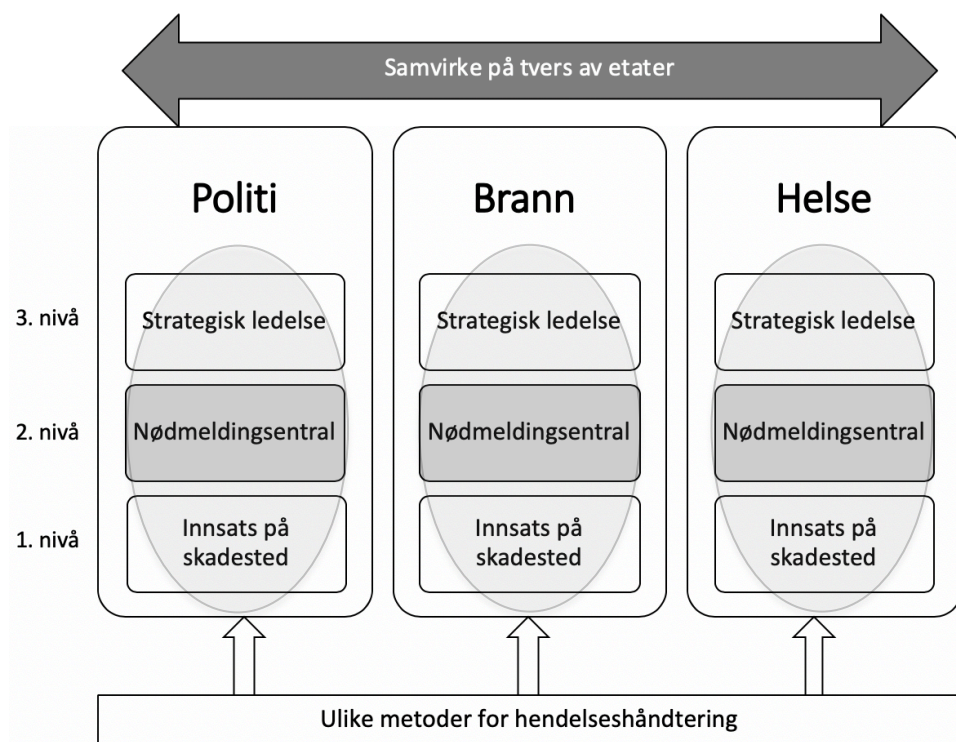 Samvirke på tvers av etater
Politi
Brann
Helse
3. nivå
Strategisk ledelse
Strategisk ledelse
Strategisk ledelse
2. nivå
Nødmeldingsentral
Nødmeldingsentral
Nødmeldingsentral
1. nivå
Innsats på
skadested
Innsats på
skadested
Innsats på
skadested
Ulike metoder for hendelseshåndtering